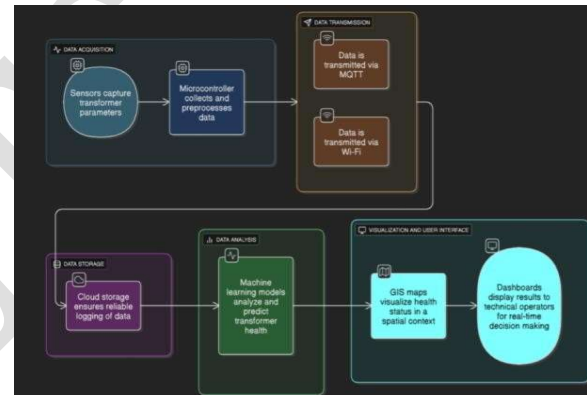 DATA ACQUISITION
Sensors capture
transformer
parameters
Microcontroller
collects and
preprocesses
data
DATA TRANSMISSION
Data is
transmitted via
MQTT
Data is
transmitted via
Wi-Fi
DATA STORAGE
Cloud storage
ensures reliable
logging of data
DATA ANALYSIS
Machine
learning models
analyze and
predict
transformer
health
VISUALIZATION AND USER INTERFACE
GIS maps
visualize health
status in a
spatial context
Dashboards
display results to
technical operators
for real-time
decision making